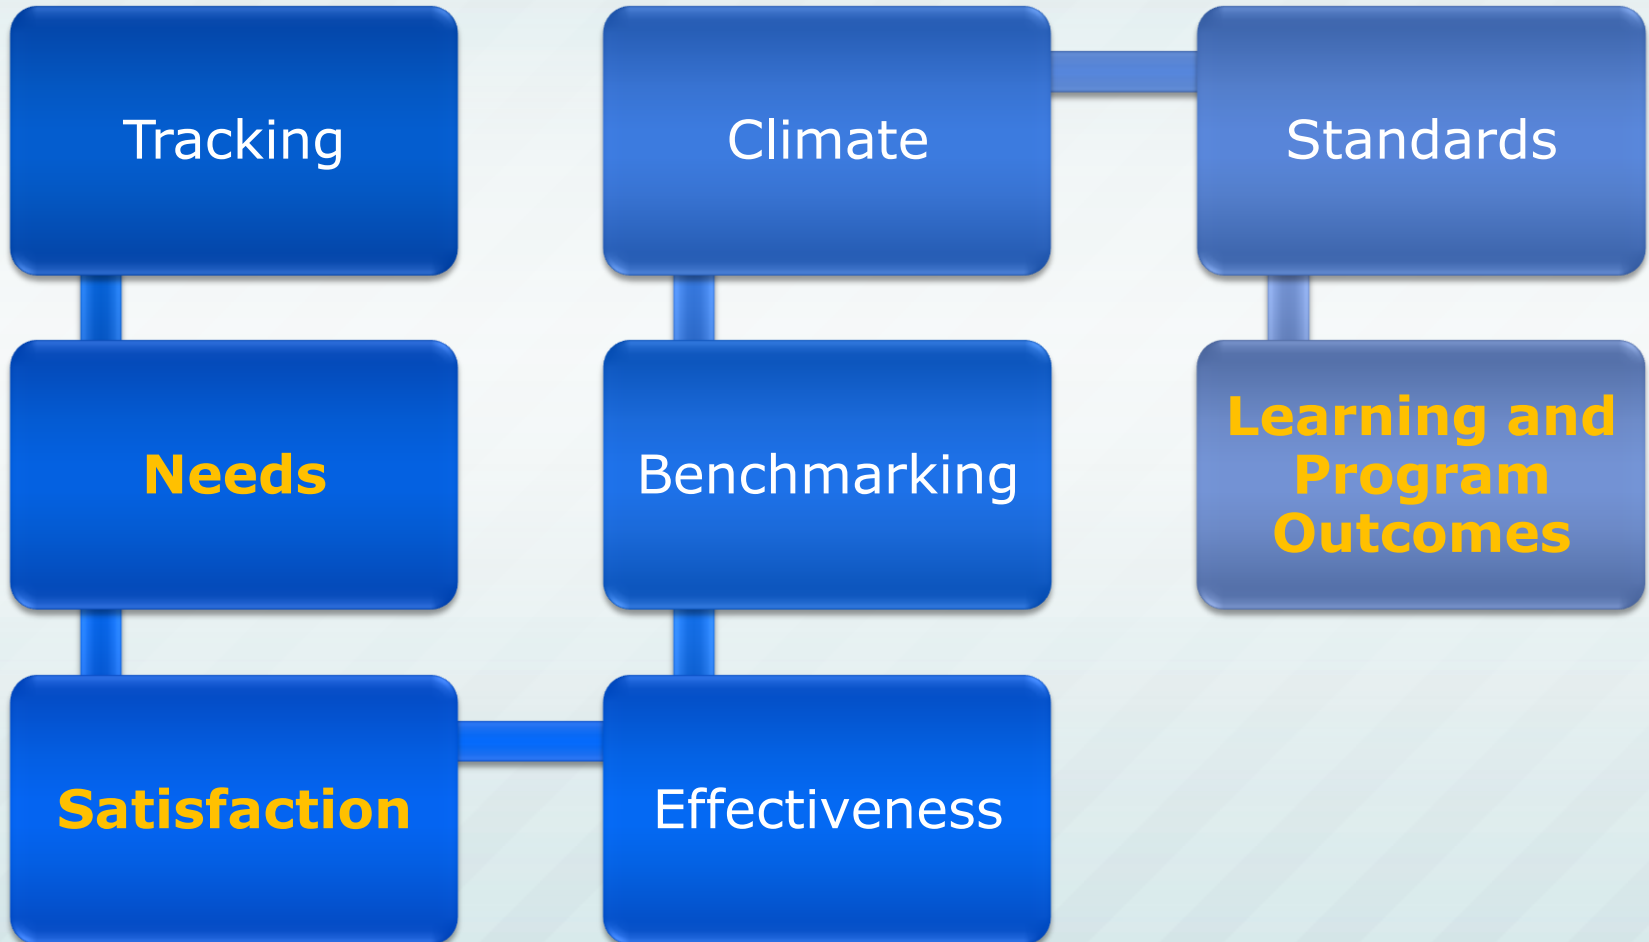 Tracking
Needs
Satisfaction
Effectiveness
Benchmarking
Climate
Standards
Learning and
Program
Outcomes